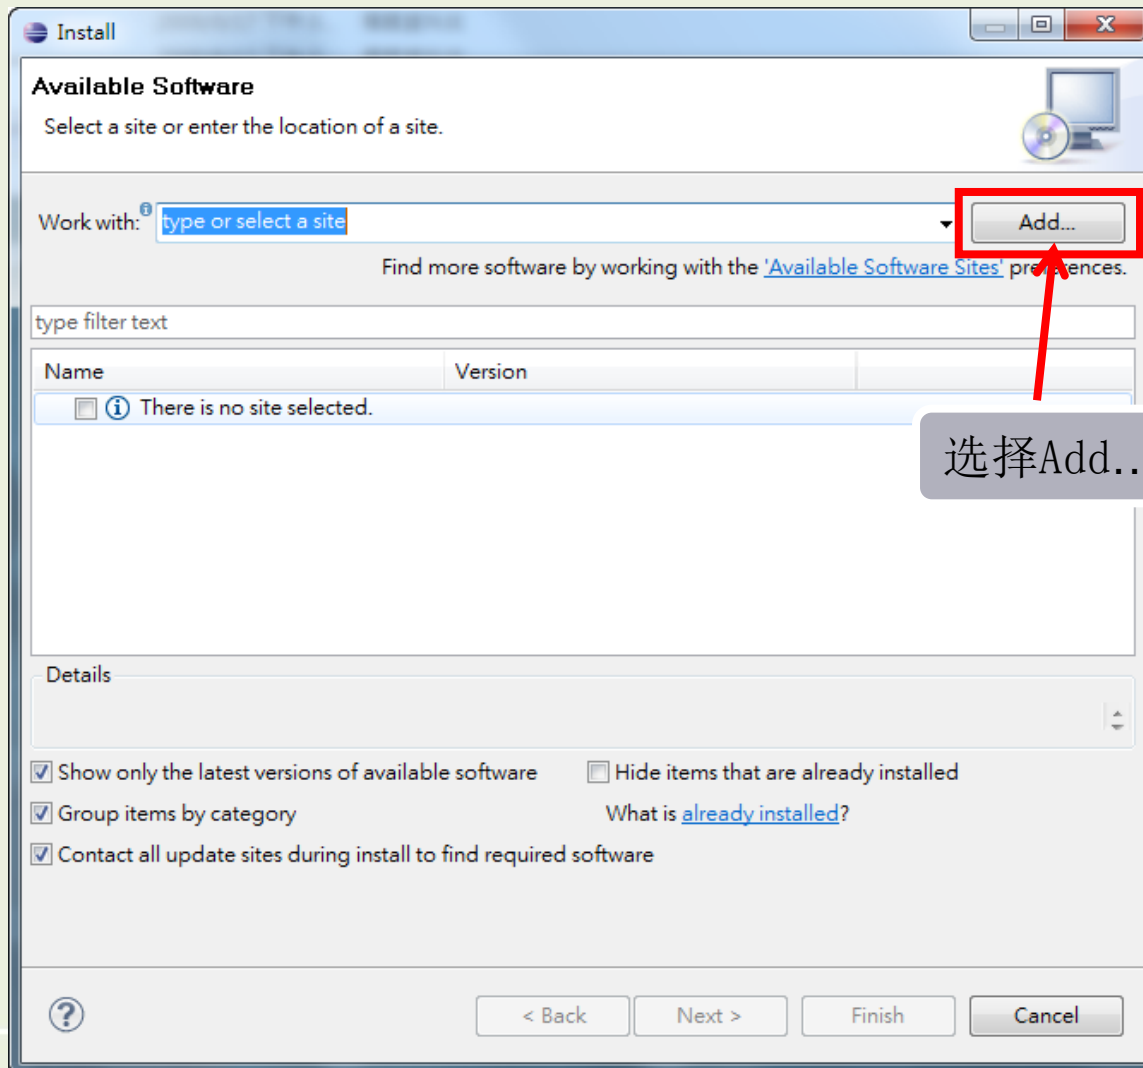 Install
Available Software
Select a site or enter the location of a site.
Work with: type or select a site Add...
Find more software by working with the 'Available Software Sites' preferences.
type filter text
Name Version
There is no site selected.
选择Add..
Details
Show only the latest versions of available software Hide items that are already installed
Group items by category What is already installed?
Contact all update sites during install to find required software
< Back Next > Finish Cancel